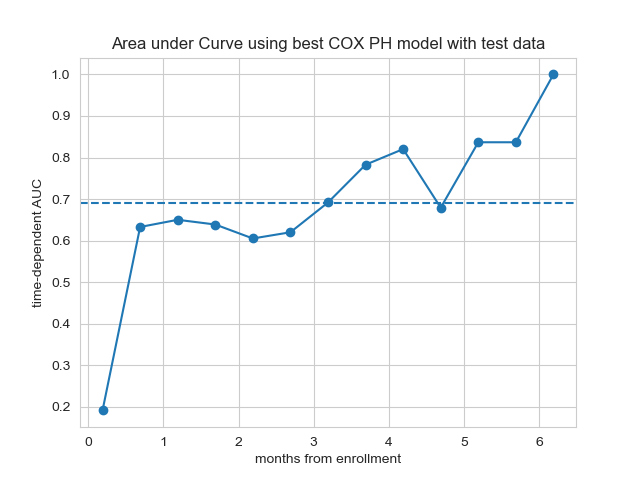 Area under Curve using best COX PH model with test data
1.0
0.9
0.8
0.7
0.6
0.5
0.4
0.3
0.2
time-dependent AUC
0 1 2 3 4 5 6
months from enrollment